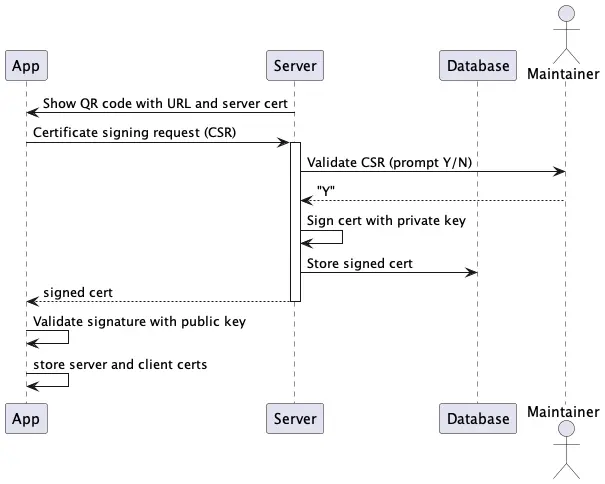 Maintainer
App
Server
Database
Show QR code with URL and server cert
Certificate signing request (CSR)
Validate CSR (prompt Y/N)
"Y"
Sign cert with private key
Store signed cert
signed cert
Validate signature with public key
store server and client certs
App
Server
Database
Maintainer